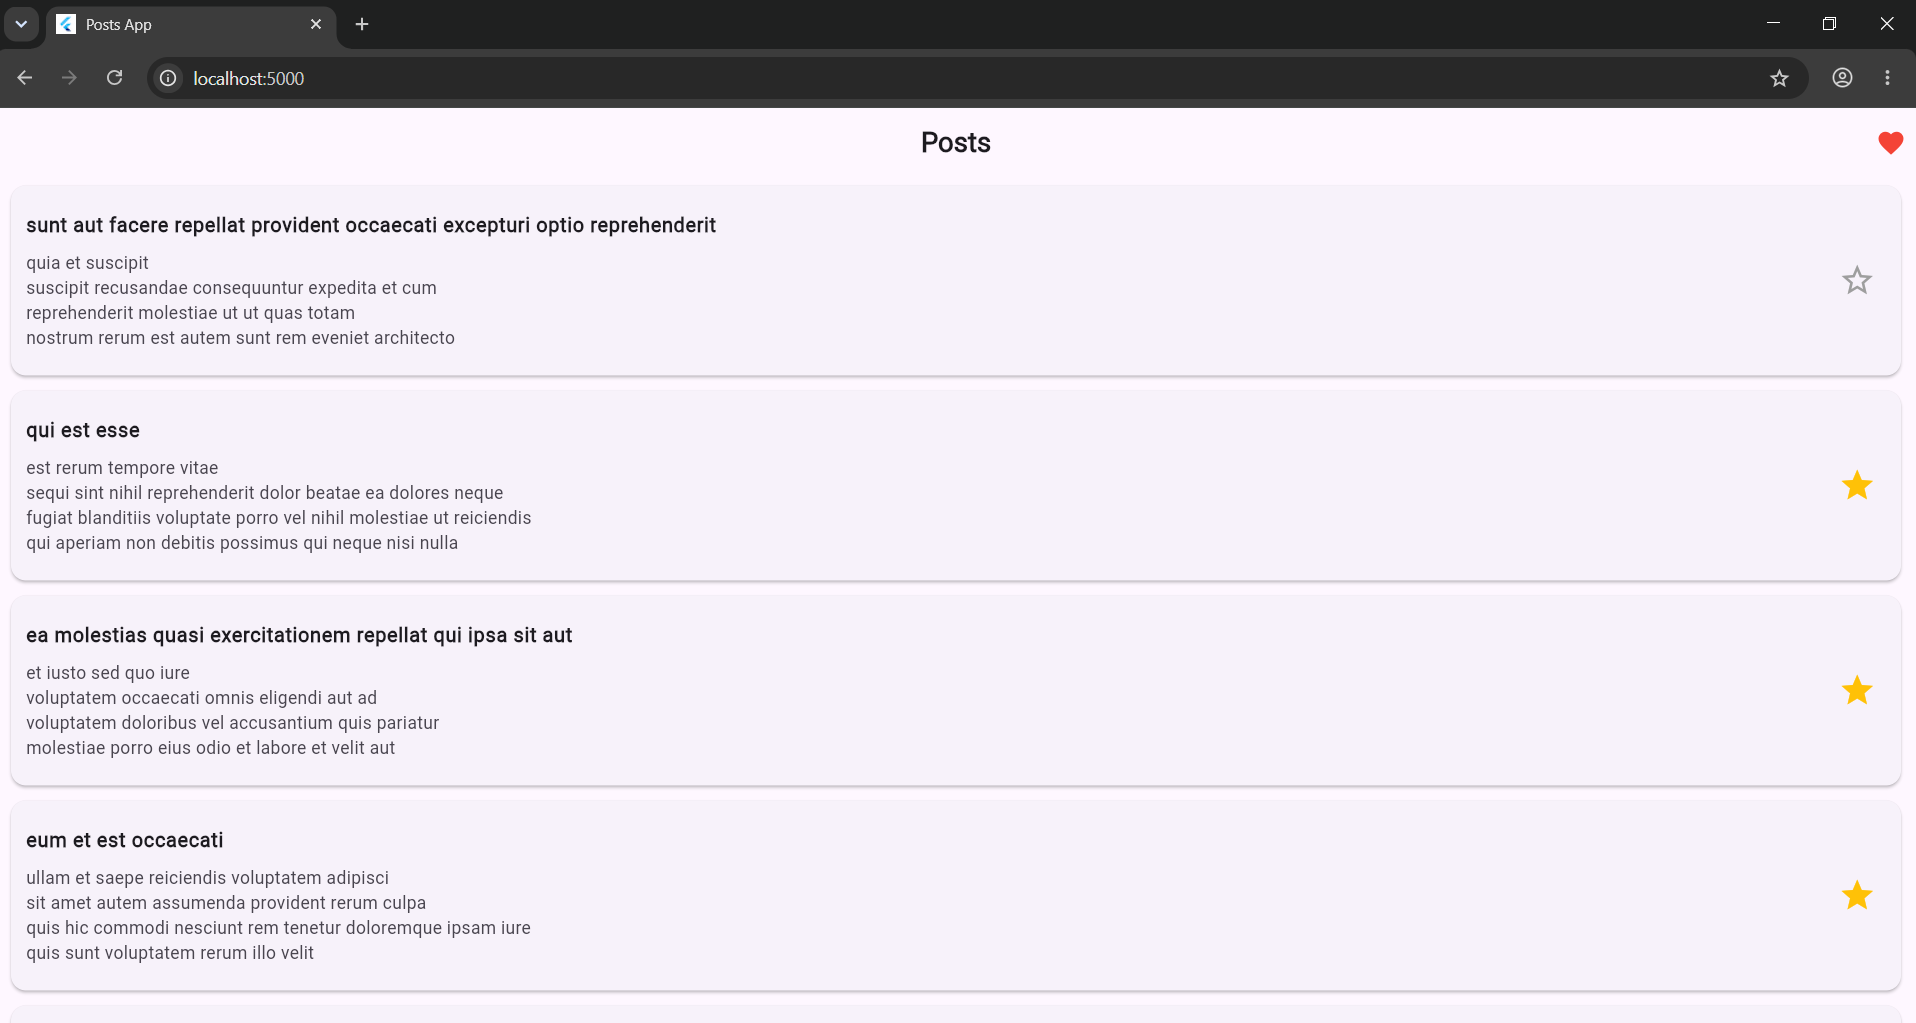 Posts App
localhost:5000
Posts
sunt aut facere repellat provident occaecati excepturi optio reprehenderit
quia et suscipit
suscipit recusandae consequuntur expedita et cum
reprehenderit molestiae ut ut quas totam
nostrum rerum est autem sunt rem eveniet architecto
qui est esse
est rerum tempore vitae
sequi sint nihil reprehenderit dolor beatae ea dolores neque
fugiat blanditiis voluptate porro vel nihil molestiae ut reiciendis
qui aperiam non debitis possimus qui neque nisi nulla
ea molestias quasi exercitationem repellat qui ipsa sit aut
et iusto sed quo iure
voluptatem occaecati omnis eligendi aut ad
voluptatem doloribus vel accusantium quis pariatur
molestiae porro eius odio et labore et velit aut
eum et est occaecati
ullam et saepe reiciendis voluptatem adipisci
sit amet autem assumenda provident rerum culpa
quis hic commodi nesciunt rem tenetur doloremque ipsam iure
quis sunt voluptatem rerum illo velit